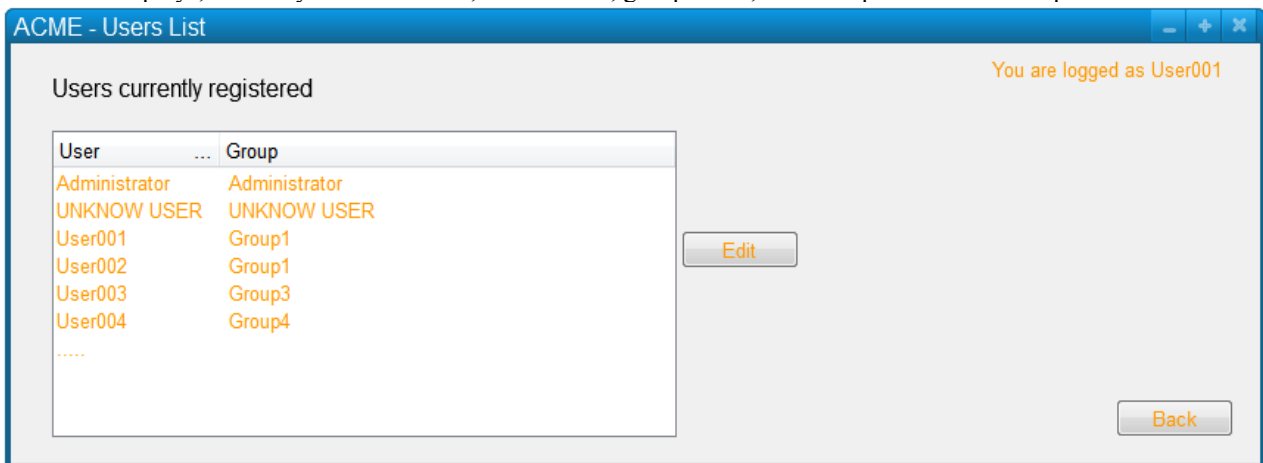 ACME - Users List
You are logged as User001
Users currently registered
User ... Group
Administrator Administrator
UNKNOW USER UNKNOW USER
User001 Group1
User002 Group1
Edit
User003 Group3
User004 Group4
.....
Back